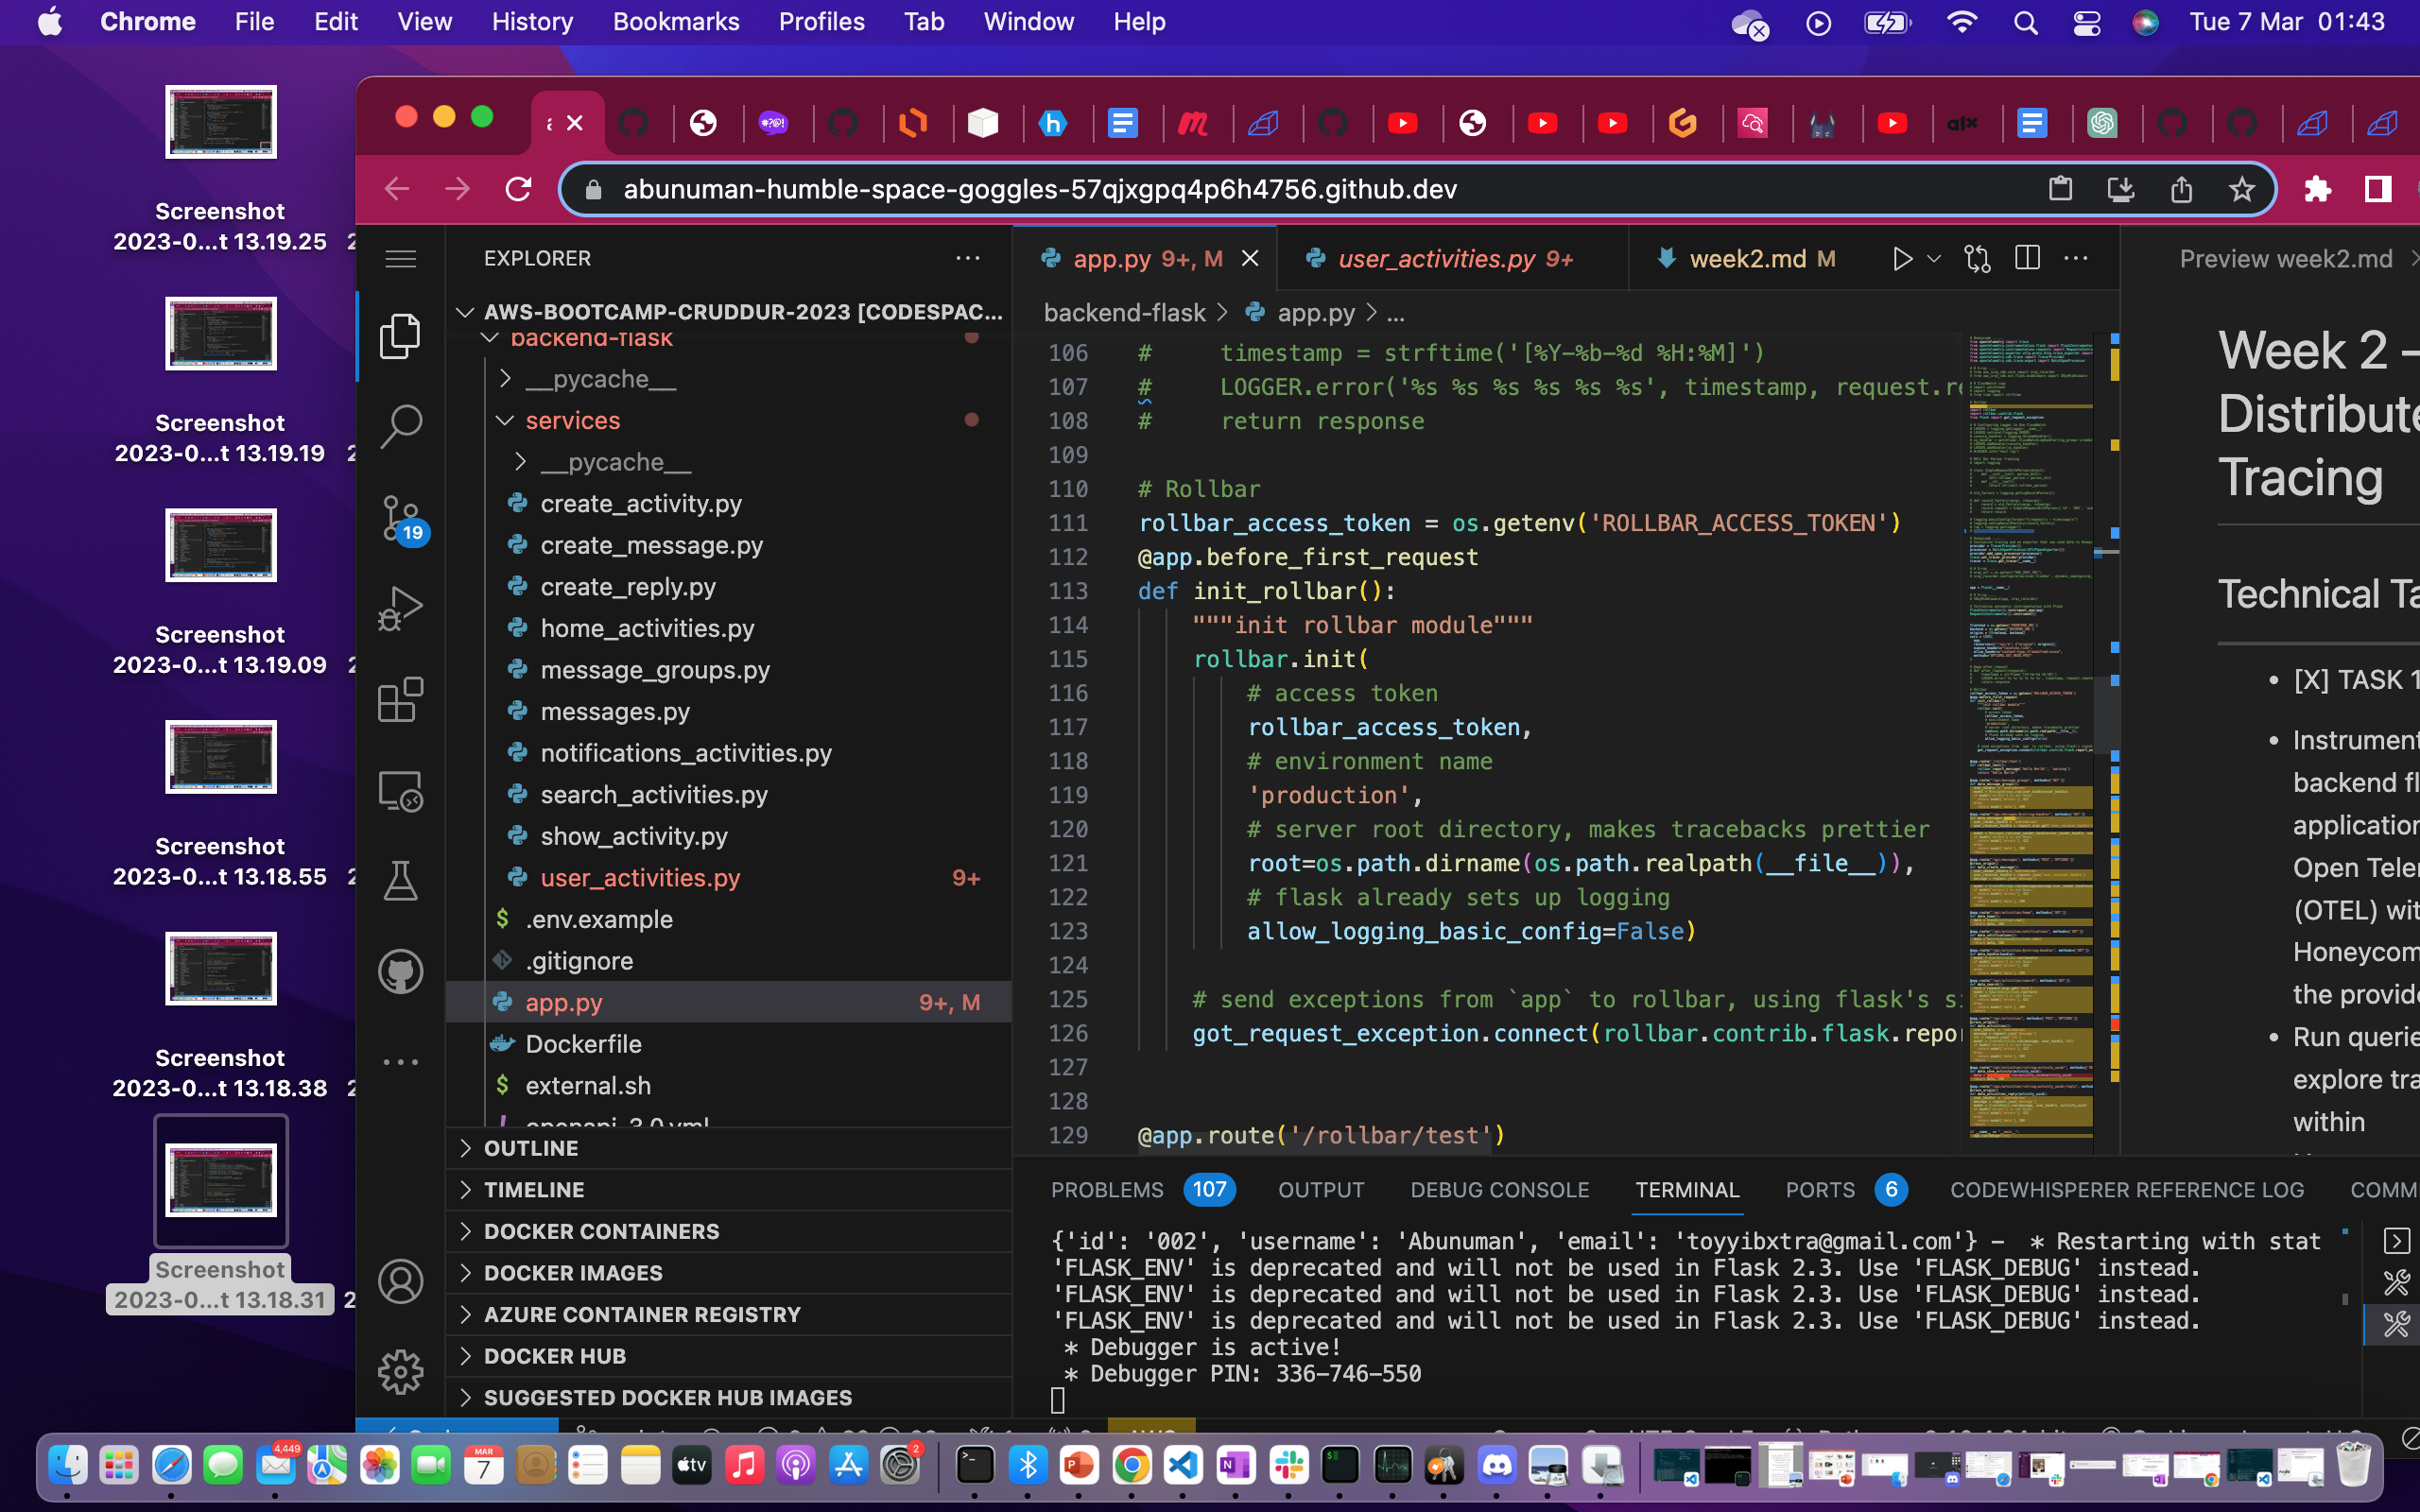 Chrome File Edit View History Bookmarks Profiles Tab Window Help
Tue 7 Mar 01:43
Screenshot
2023-0...t 13.19.25
Screenshot
2023-0...t 13.19.19
Screenshot
2023-0...t 13.19.09
Screenshot
2023-0...t 13.18.55
Screenshot
2023-0...t 13.18.38
Screenshot
2023-0...t 13.18.31
abunuman-humble-space-goggles-57qjxgpq4p6h4756.github.dev
EXPLORER
AWS-BOOTCAMP-CRUDDUR-2023 [CODESPAC...
backend-flask
__pycache__
services
__pycache__
create_activity.py
create_message.py
create_reply.py
home_activities.py
message_groups.py
messages.py
notifications_activities.py
search_activities.py
show_activity.py
user_activities.py 9+
.env.example
.gitignore
app.py 9+, M
Dockerfile
external.sh
openapi-3.0.yml
OUTLINE
TIMELINE
DOCKER CONTAINERS
DOCKER IMAGES
AZURE CONTAINER REGISTRY
DOCKER HUB
SUGGESTED DOCKER HUB IMAGES
19
app.py 9+, M
user_activities.py 9+
week2.md M
Preview week2.md
backend-flask > app.py > ...
106 # timestamp = strftime('[%Y-%b-%d %H:%M]')
107 # LOGGER.error('%s %s %s %s %s %s', timestamp, request.re
108 # return response
109
110 # Rollbar
111 rollbar_access_token = os.getenv('ROLLBAR_ACCESS_TOKEN')
112 @app.before_first_request
113 def init_rollbar():
114 """init rollbar module"""
115 rollbar.init(
116 # access token
117 rollbar_access_token,
118 # environment name
119 'production',
120 # server root directory, makes tracebacks prettier
121 root=os.path.dirname(os.path.realpath(__file__)),
122 # flask already sets up logging
123 allow_logging_basic_config=False)
124
125 # send exceptions from `app` to rollbar, using flask's si
126 got_request_exception.connect(rollbar.contrib.flask.repo
127
128
129 @app.route('/rollbar/test')
Week 2 —
Distribute
Tracing
Technical Ta
[X] TASK 1
Instrument
backend fl
application
Open Teler
(OTEL) wit
Honeycom
the provide
Run querie
explore tra
within
PROBLEMS 107 OUTPUT DEBUG CONSOLE TERMINAL PORTS 6 CODEWHISPERER REFERENCE LOG COMM
{'id': '002', 'username': 'Abunuman', 'email': 'toyyibxtra@gmail.com'} - * Restarting with stat
'FLASK_ENV' is deprecated and will not be used in Flask 2.3. Use 'FLASK_DEBUG' instead.
'FLASK_ENV' is deprecated and will not be used in Flask 2.3. Use 'FLASK_DEBUG' instead.
'FLASK_ENV' is deprecated and will not be used in Flask 2.3. Use 'FLASK_DEBUG' instead.
* Debugger is active!
* Debugger PIN: 336-746-550
4,449
MAR
7
tv
2